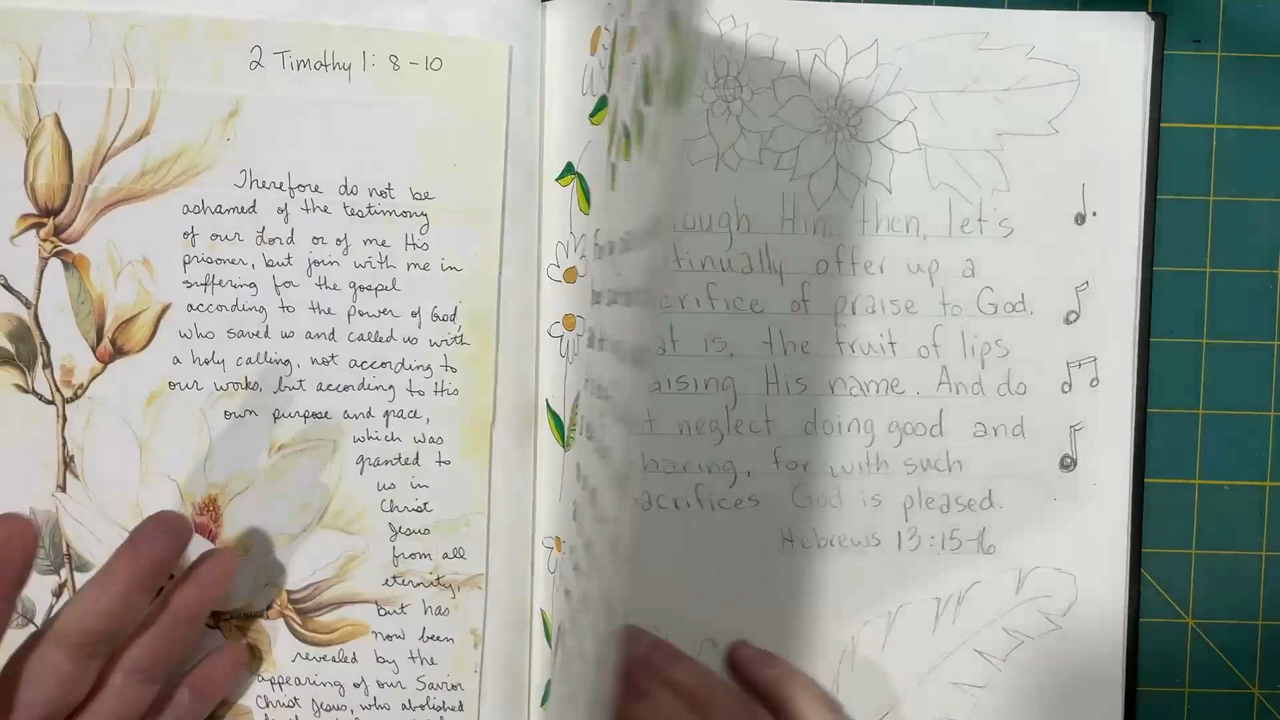 2 Timothy 1: 8-10
Therefore do not be
ashamed of the testimony
of our Lord or of me His
prisoner, but join with me in
suffering for the gospel
according to the power of God,
who saved us and called us with
a holy calling, not according to
our works, but according to His
own purpose and grace,
which was
granted to
us in
Christ
Jesus
from all
eternity,
but has
now been
revealed by the
appearing of our Savior
Christ Jesus, who abolished
ough Him then, let's
tinually offer up a
crifice of praise to God,
at is, the fruit of lips
aising His name. And do
t neglect doing good and
haring, for with such
acrifices God is pleased.
Hebrews 13:15-16